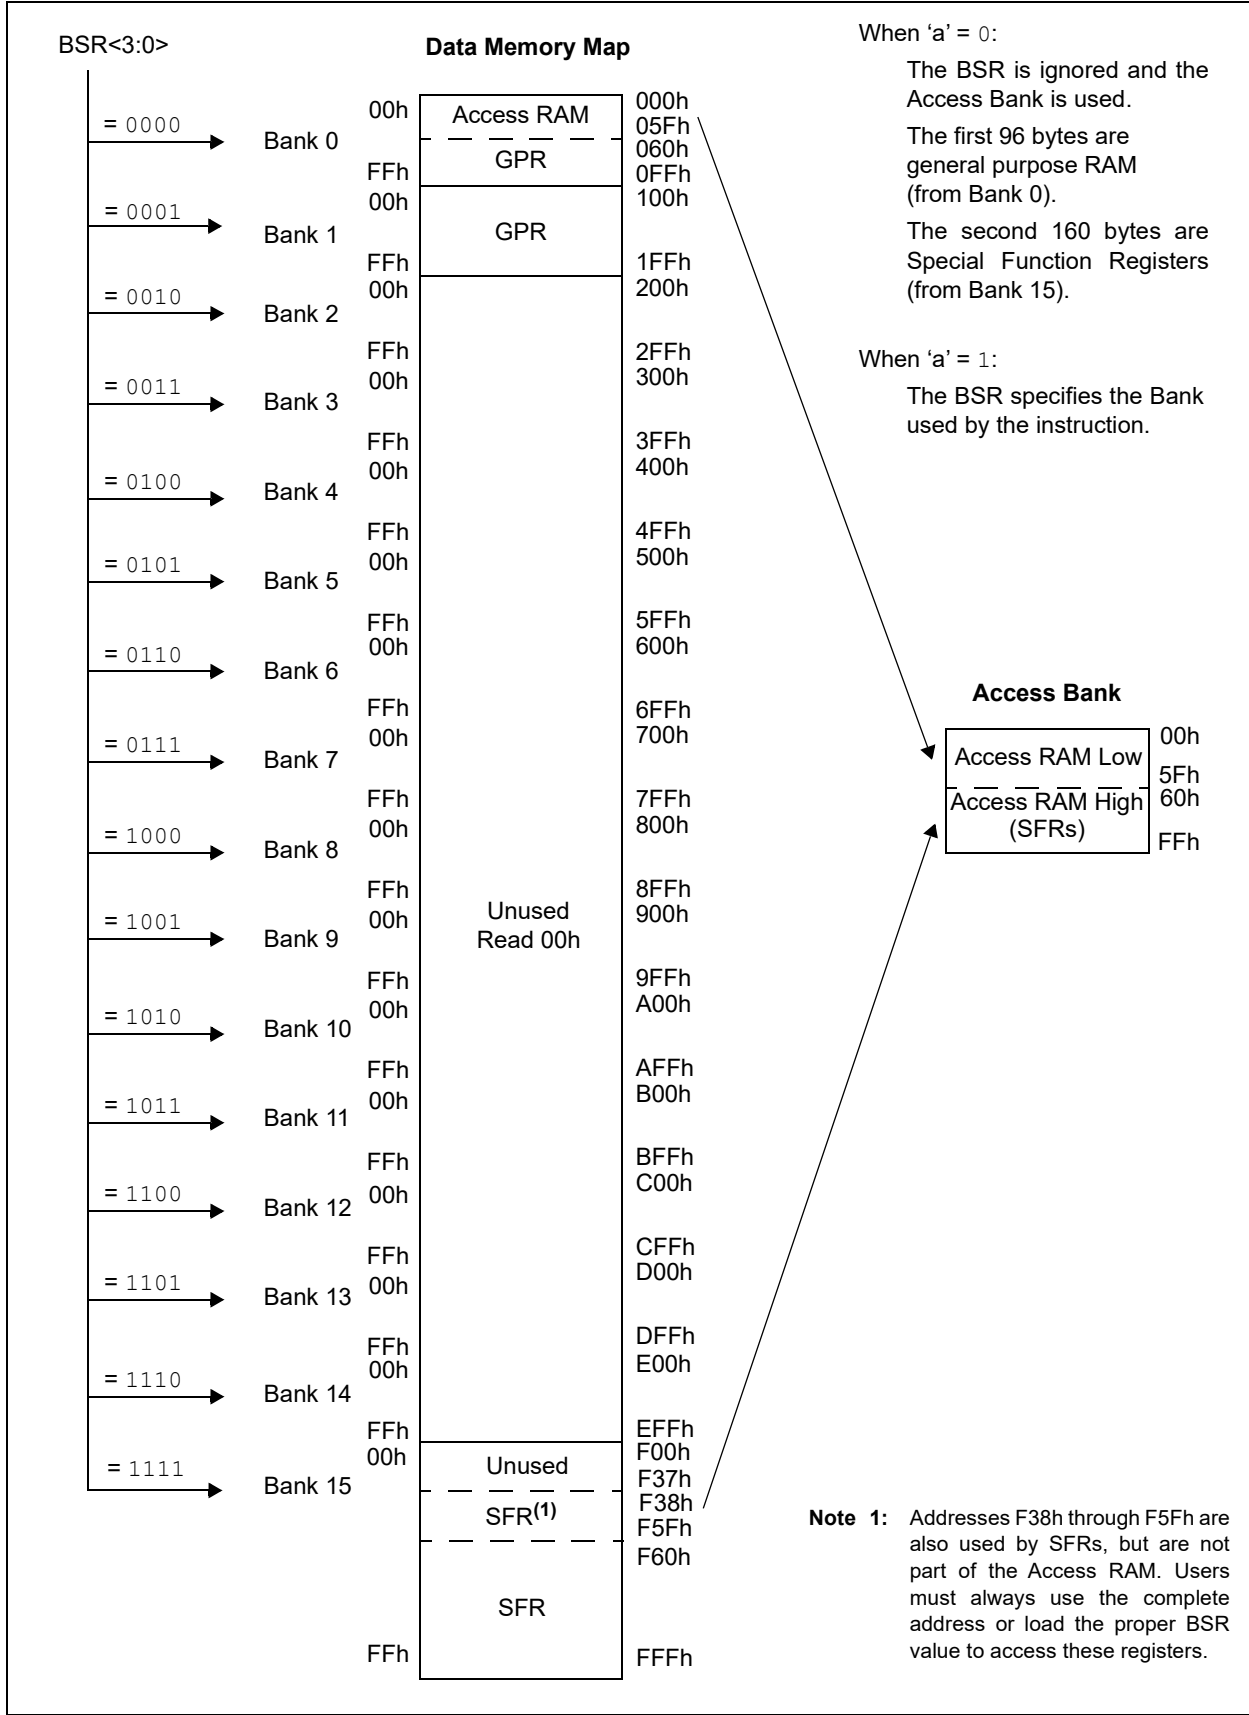 BSR<3:0>
Data Memory Map
When ‘a’ = 0:
The BSR is ignored and the
Access Bank is used.
The first 96 bytes are
general purpose RAM
(from Bank 0).
The second 160 bytes are
Special Function Registers
(from Bank 15).
When ‘a’ = 1:
The BSR specifies the Bank
used by the instruction.
= 0000
Bank 0
00h
Access RAM
000h
05Fh
GPR
060h
FFh
0FFh
= 0001
Bank 1
00h
GPR
100h
FFh
1FFh
= 0010
Bank 2
00h
200h
FFh
2FFh
= 0011
Bank 3
00h
300h
FFh
3FFh
= 0100
Bank 4
00h
400h
FFh
4FFh
= 0101
Bank 5
00h
500h
FFh
5FFh
= 0110
Bank 6
00h
600h
FFh
6FFh
= 0111
Bank 7
00h
700h
FFh
7FFh
= 1000
Bank 8
00h
800h
FFh
8FFh
= 1001
Bank 9
00h
Unused
Read 00h
900h
FFh
9FFh
= 1010
Bank 10
00h
A00h
FFh
AFFh
= 1011
Bank 11
00h
B00h
FFh
BFFh
= 1100
Bank 12
00h
C00h
FFh
CFFh
= 1101
Bank 13
00h
D00h
FFh
DFFh
= 1110
Bank 14
00h
E00h
FFh
EFFh
= 1111
Bank 15
00h
Unused
F00h
F37h
SFR(1)
F38h
F5Fh
F60h
SFR
FFh
FFFh
Access Bank
Access RAM Low
00h
5Fh
Access RAM High
(SFRs)
60h
FFh
Note 1: Addresses F38h through F5Fh are
also used by SFRs, but are not
part of the Access RAM. Users
must always use the complete
address or load the proper BSR
value to access these registers.